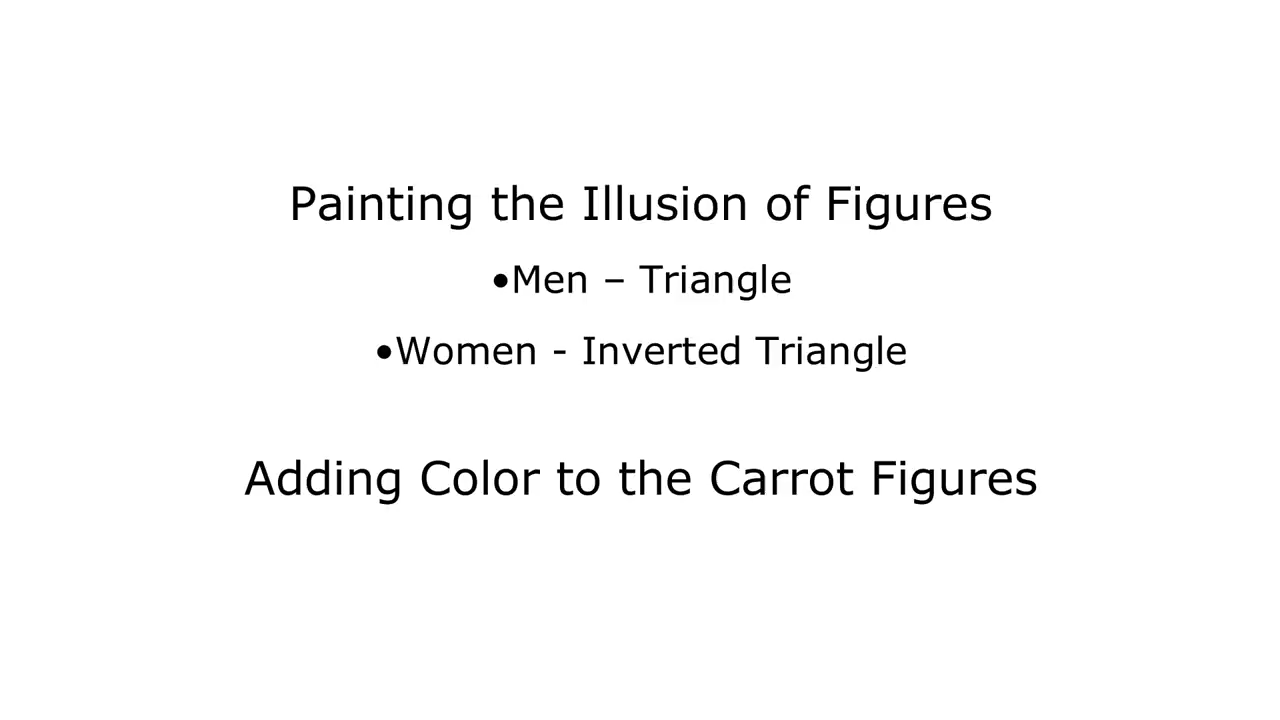 Painting the Illusion of Figures
•Men – Triangle
•Women - Inverted Triangle
Adding Color to the Carrot Figures